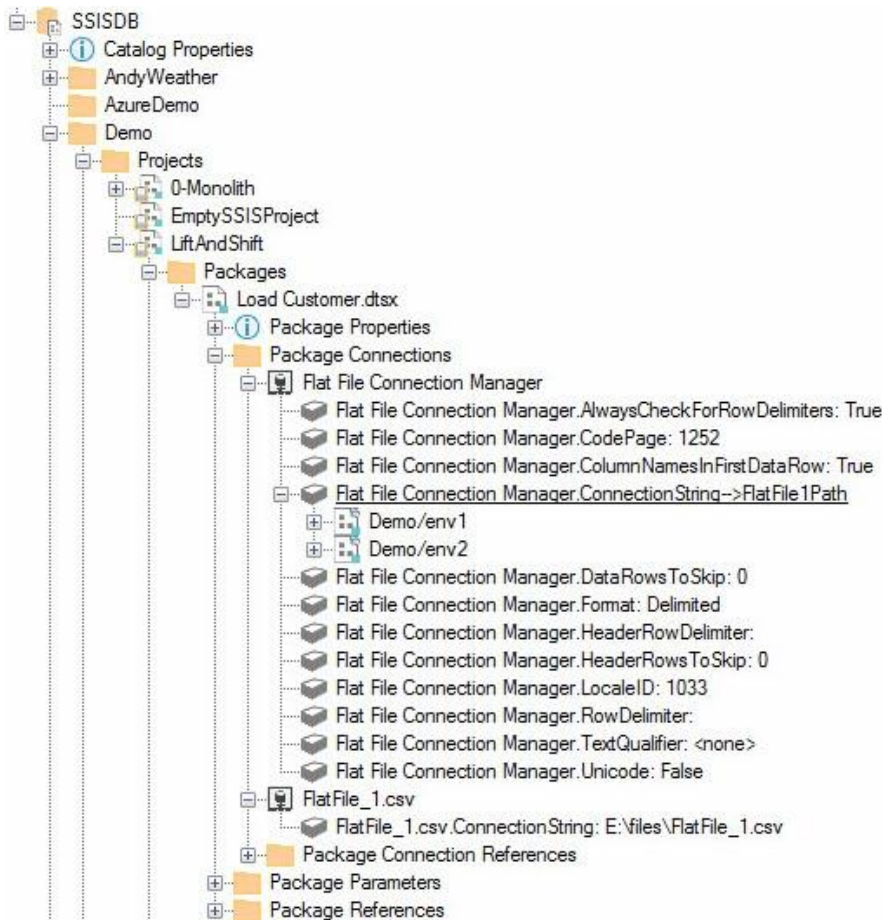 SSISDB
Catalog Properties
AndyWeather
AzureDemo
Demo
Projects
0-Monolith
EmptySSISProject
LiftAndShift
Packages
Load Customer.dtsx
Package Properties
Package Connections
Flat File Connection Manager
Flat File Connection Manager.AlwaysCheckForRowDelimiters: True
Flat File Connection Manager.CodePage: 1252
Flat File Connection Manager.ColumnNamesInFirstDataRow: True
Flat File Connection Manager.ConnectionString-->FlatFile1Path
Demo/env1
Demo/env2
Flat File Connection Manager.DataRowsToSkip: 0
Flat File Connection Manager.Format: Delimited
Flat File Connection Manager.HeaderRowDelimiter:
Flat File Connection Manager.HeaderRowsToSkip: 0
Flat File Connection Manager.LocaleID: 1033
Flat File Connection Manager.RowDelimiter:
Flat File Connection Manager.TextQualifier: <none>
Flat File Connection Manager.Unicode: False
FlatFile_1.csv
FlatFile_1.csv.ConnectionString: E:\files\FlatFile_1.csv
Package Connection References
Package Parameters
Package References